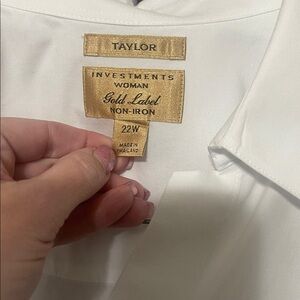 TAYLOR
INVESTMENTS
WOMAN
Gold Label
NON-IRON
22W
MADE IN
THAILAND